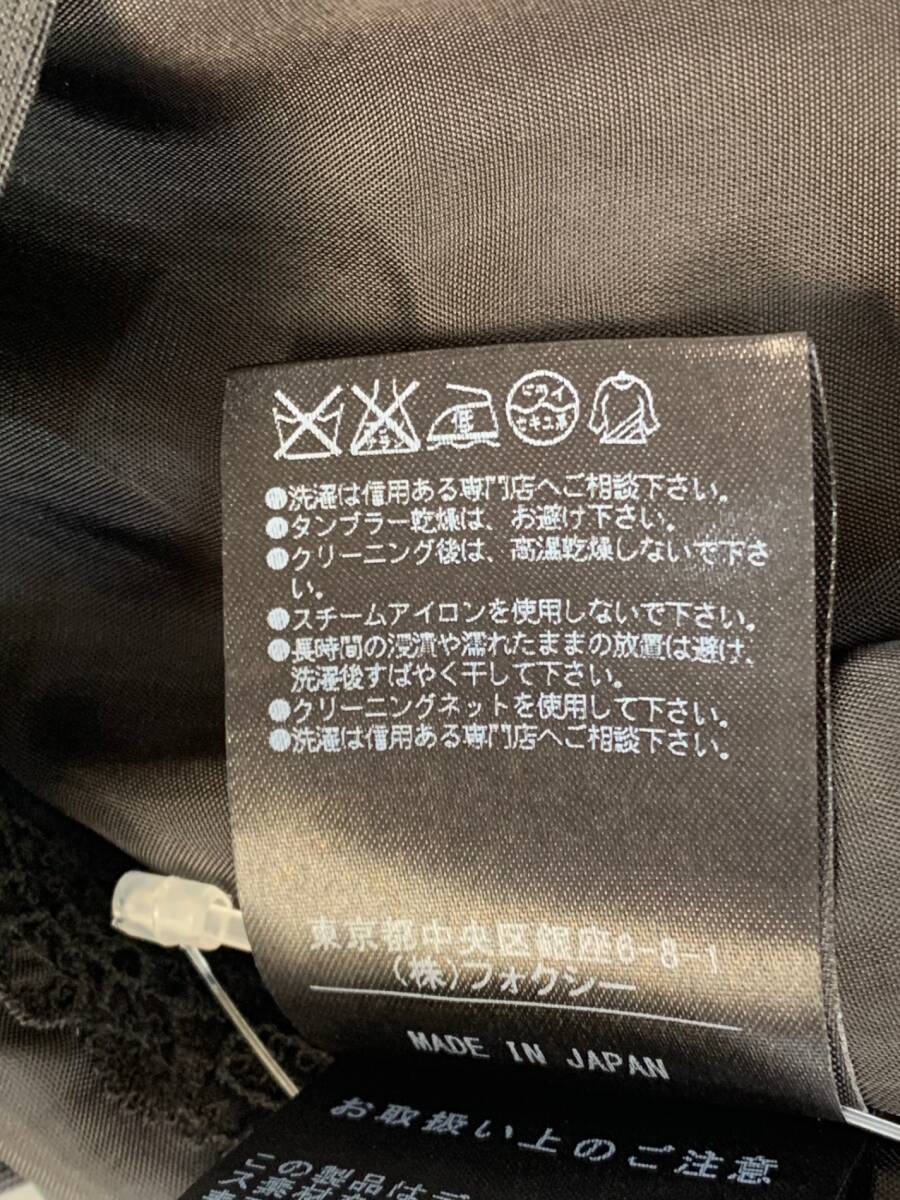 エンソ
低
ドライ
セキユ系
●洗濯は信用ある専門店へご相談下さい。
●タンブラー乾燥は、お避け下さい。
●クリーニング後は、高温乾燥しないで下さ
い。
●スチームアイロンを使用しないで下さい。
●長時間の浸漬や濡れたままの放置は避け、
洗濯後すばやく干して下さい。
●クリーニングネットを使用して下さい。
●洗濯は信用ある専門店へご相談下さい。
東京都中央区銀座6-8-1
(株)フォクシー
MADE IN JAPAN
お取扱い上のご注意
この製品はデ
ス素材